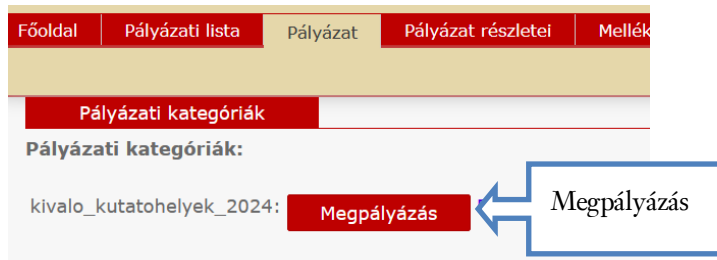 Főoldal Pályázati lista Pályázat Pályázat részletei Mellék
Pályázati kategóriák
Pályázati kategóriák:
kivalo_kutatohelyek_2024: Megpályázás Megpályázás